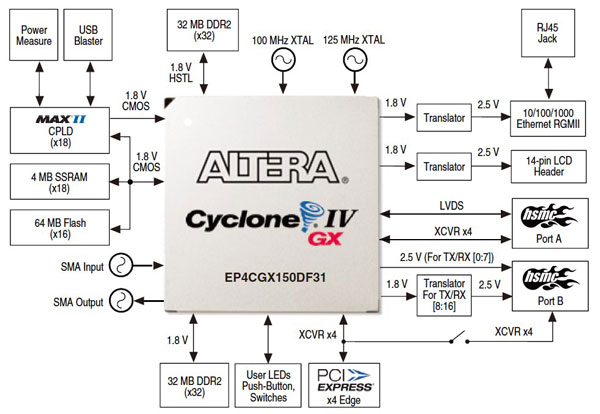 Power
Measure
USB
Blaster
32 MB DDR2
(x32)
100 MHz XTAL
125 MHz XTAL
RJ45
Jack
1.8 V
HSTL
1.8 V
CMOS
MAX II
CPLD
(x18)
1.8 V
Translator
2.5 V
10/100/1000
Ethernet RGMII
1.8 V
CMOS
4 MB SSRAM
(x18)
ALTERA®
1.8 V
Translator
2.5 V
14-pin LCD
Header
64 MB Flash
(x16)
Cyclone IV
GX
LVDS
XCVR x4
hsmc
Port A
SMA Input
EP4CGX150DF31
2.5 V (For TX/RX [0:7])
SMA Output
1.8 V
Translator
For TX/RX
[8:16]
2.5 V
hsmc
Port B
1.8 V
XCVR x4
XCVR x4
32 MB DDR2
(x32)
User LEDs
Push-Button,
Switches
PCI
EXPRESS®
x4 Edge